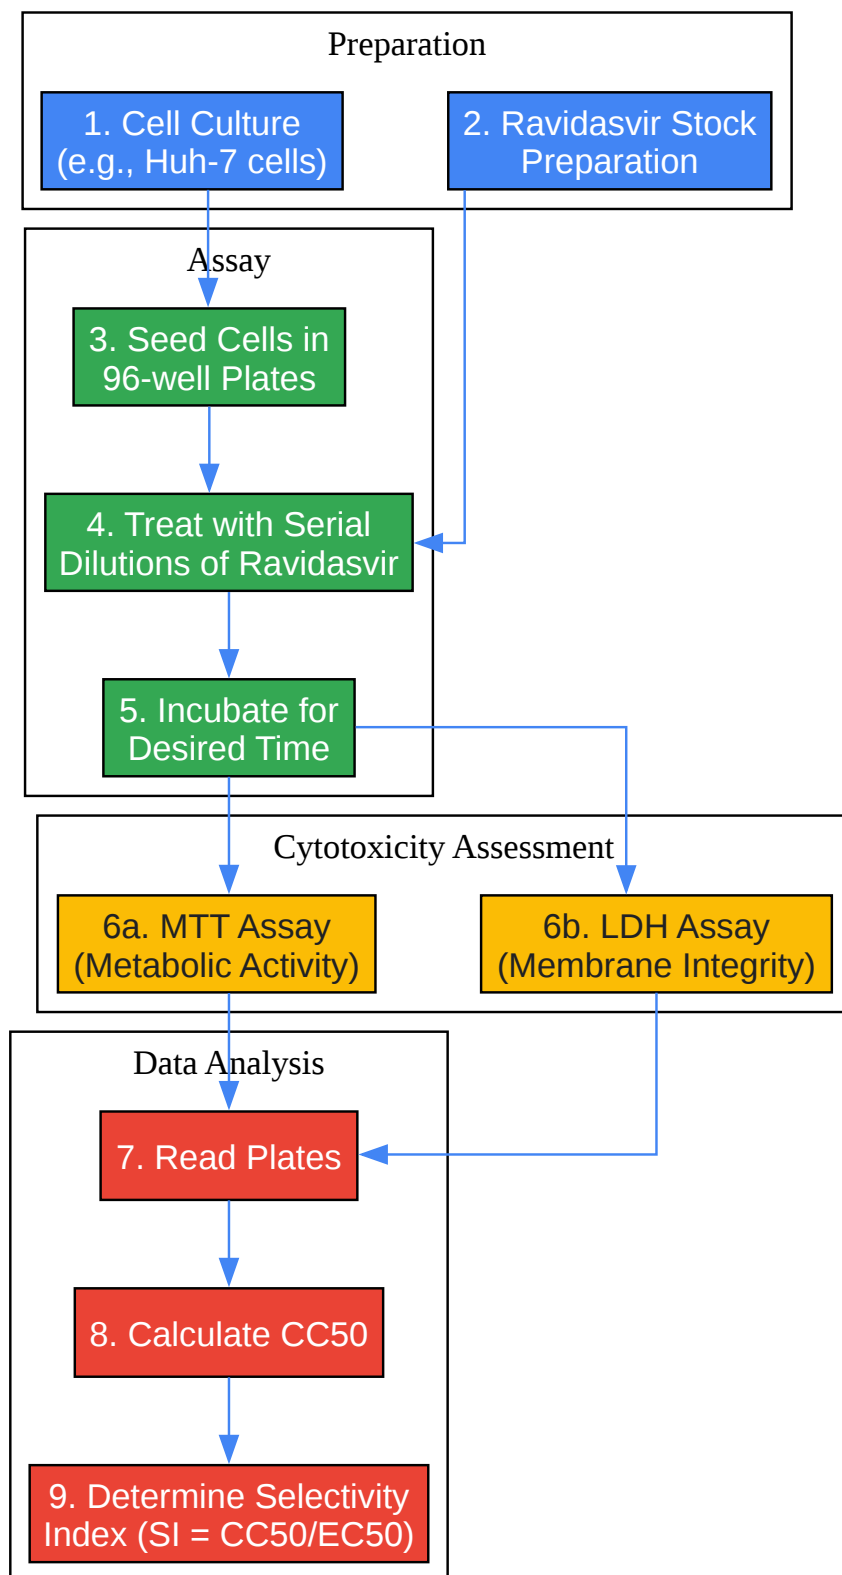 Preparation
1. Cell Culture
(e.g., Huh-7 cells)
2. Ravidasvir Stock
Preparation
Assay
3. Seed Cells in
96-well Plates
4. Treat with Serial
Dilutions of Ravidasvir
5. Incubate for
Desired Time
Cytotoxicity Assessment
6a. MTT Assay
(Metabolic Activity)
6b. LDH Assay
(Membrane Integrity)
Data Analysis
7. Read Plates
8. Calculate CC50
9. Determine Selectivity
Index (SI = CC50/EC50)